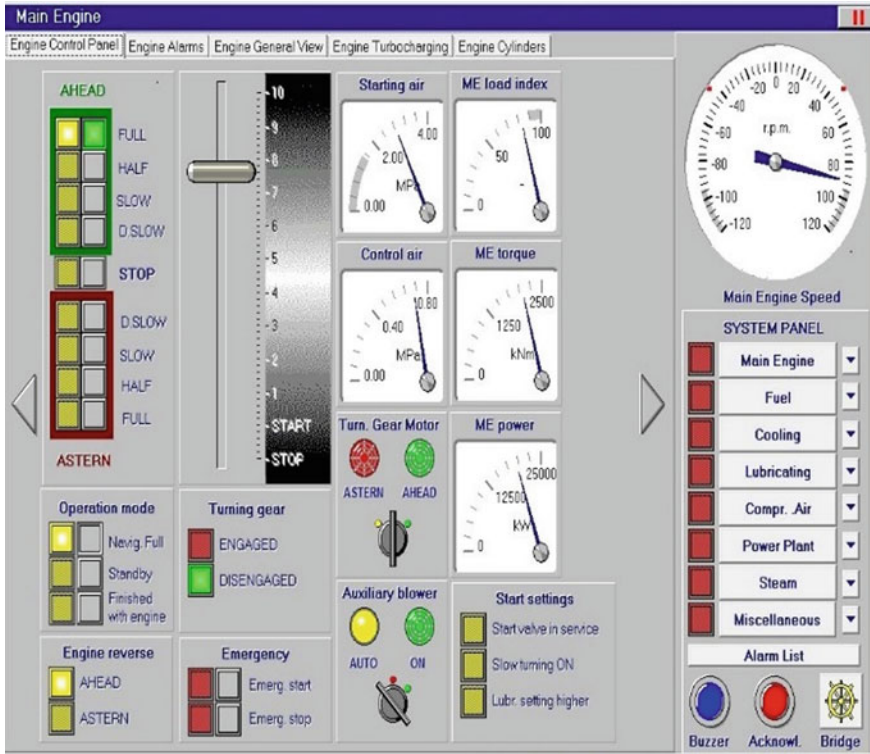 Main Engine
Engine Control Panel
Engine Alarms
Engine General View
Engine Turbocharging
Engine Cylinders
AHEAD
FULL
HALF
SLOW
D.SLOW
STOP
D.SLOW
SLOW
HALF
FULL
ASTERN
10
9
8
7
6
5
4
3
2
1
START
STOP
Starting air
4.00
2.00
MPa
0.00
ME load index
100
50
0
Control air
0.80
0.40
MPa
0.00
ME torque
2500
1250
kNm
0
Turn. Gear Motor
ASTERN AHEAD
ME power
25000
12500
kW
0
Operation mode
Navig. Full
Standby
Finished
with engine
Turning gear
ENGAGED
DISENGAGED
Auxiliary blower
AUTO ON
Start settings
Start valve in service
Slow turning ON
Lubr. setting higher
Engine reverse
AHEAD
ASTERN
Emergency
Emerg. start
Emerg. stop
-20 0 20
-40 40
-60 r.p.m. 60
-80 80
-100 100
-120 120
Main Engine Speed
SYSTEM PANEL
Main Engine
Fuel
Cooling
Lubricating
Compr. .Air
Power Plant
Steam
Miscellaneous
Alarm List
Buzzer Acknowl. Bridge